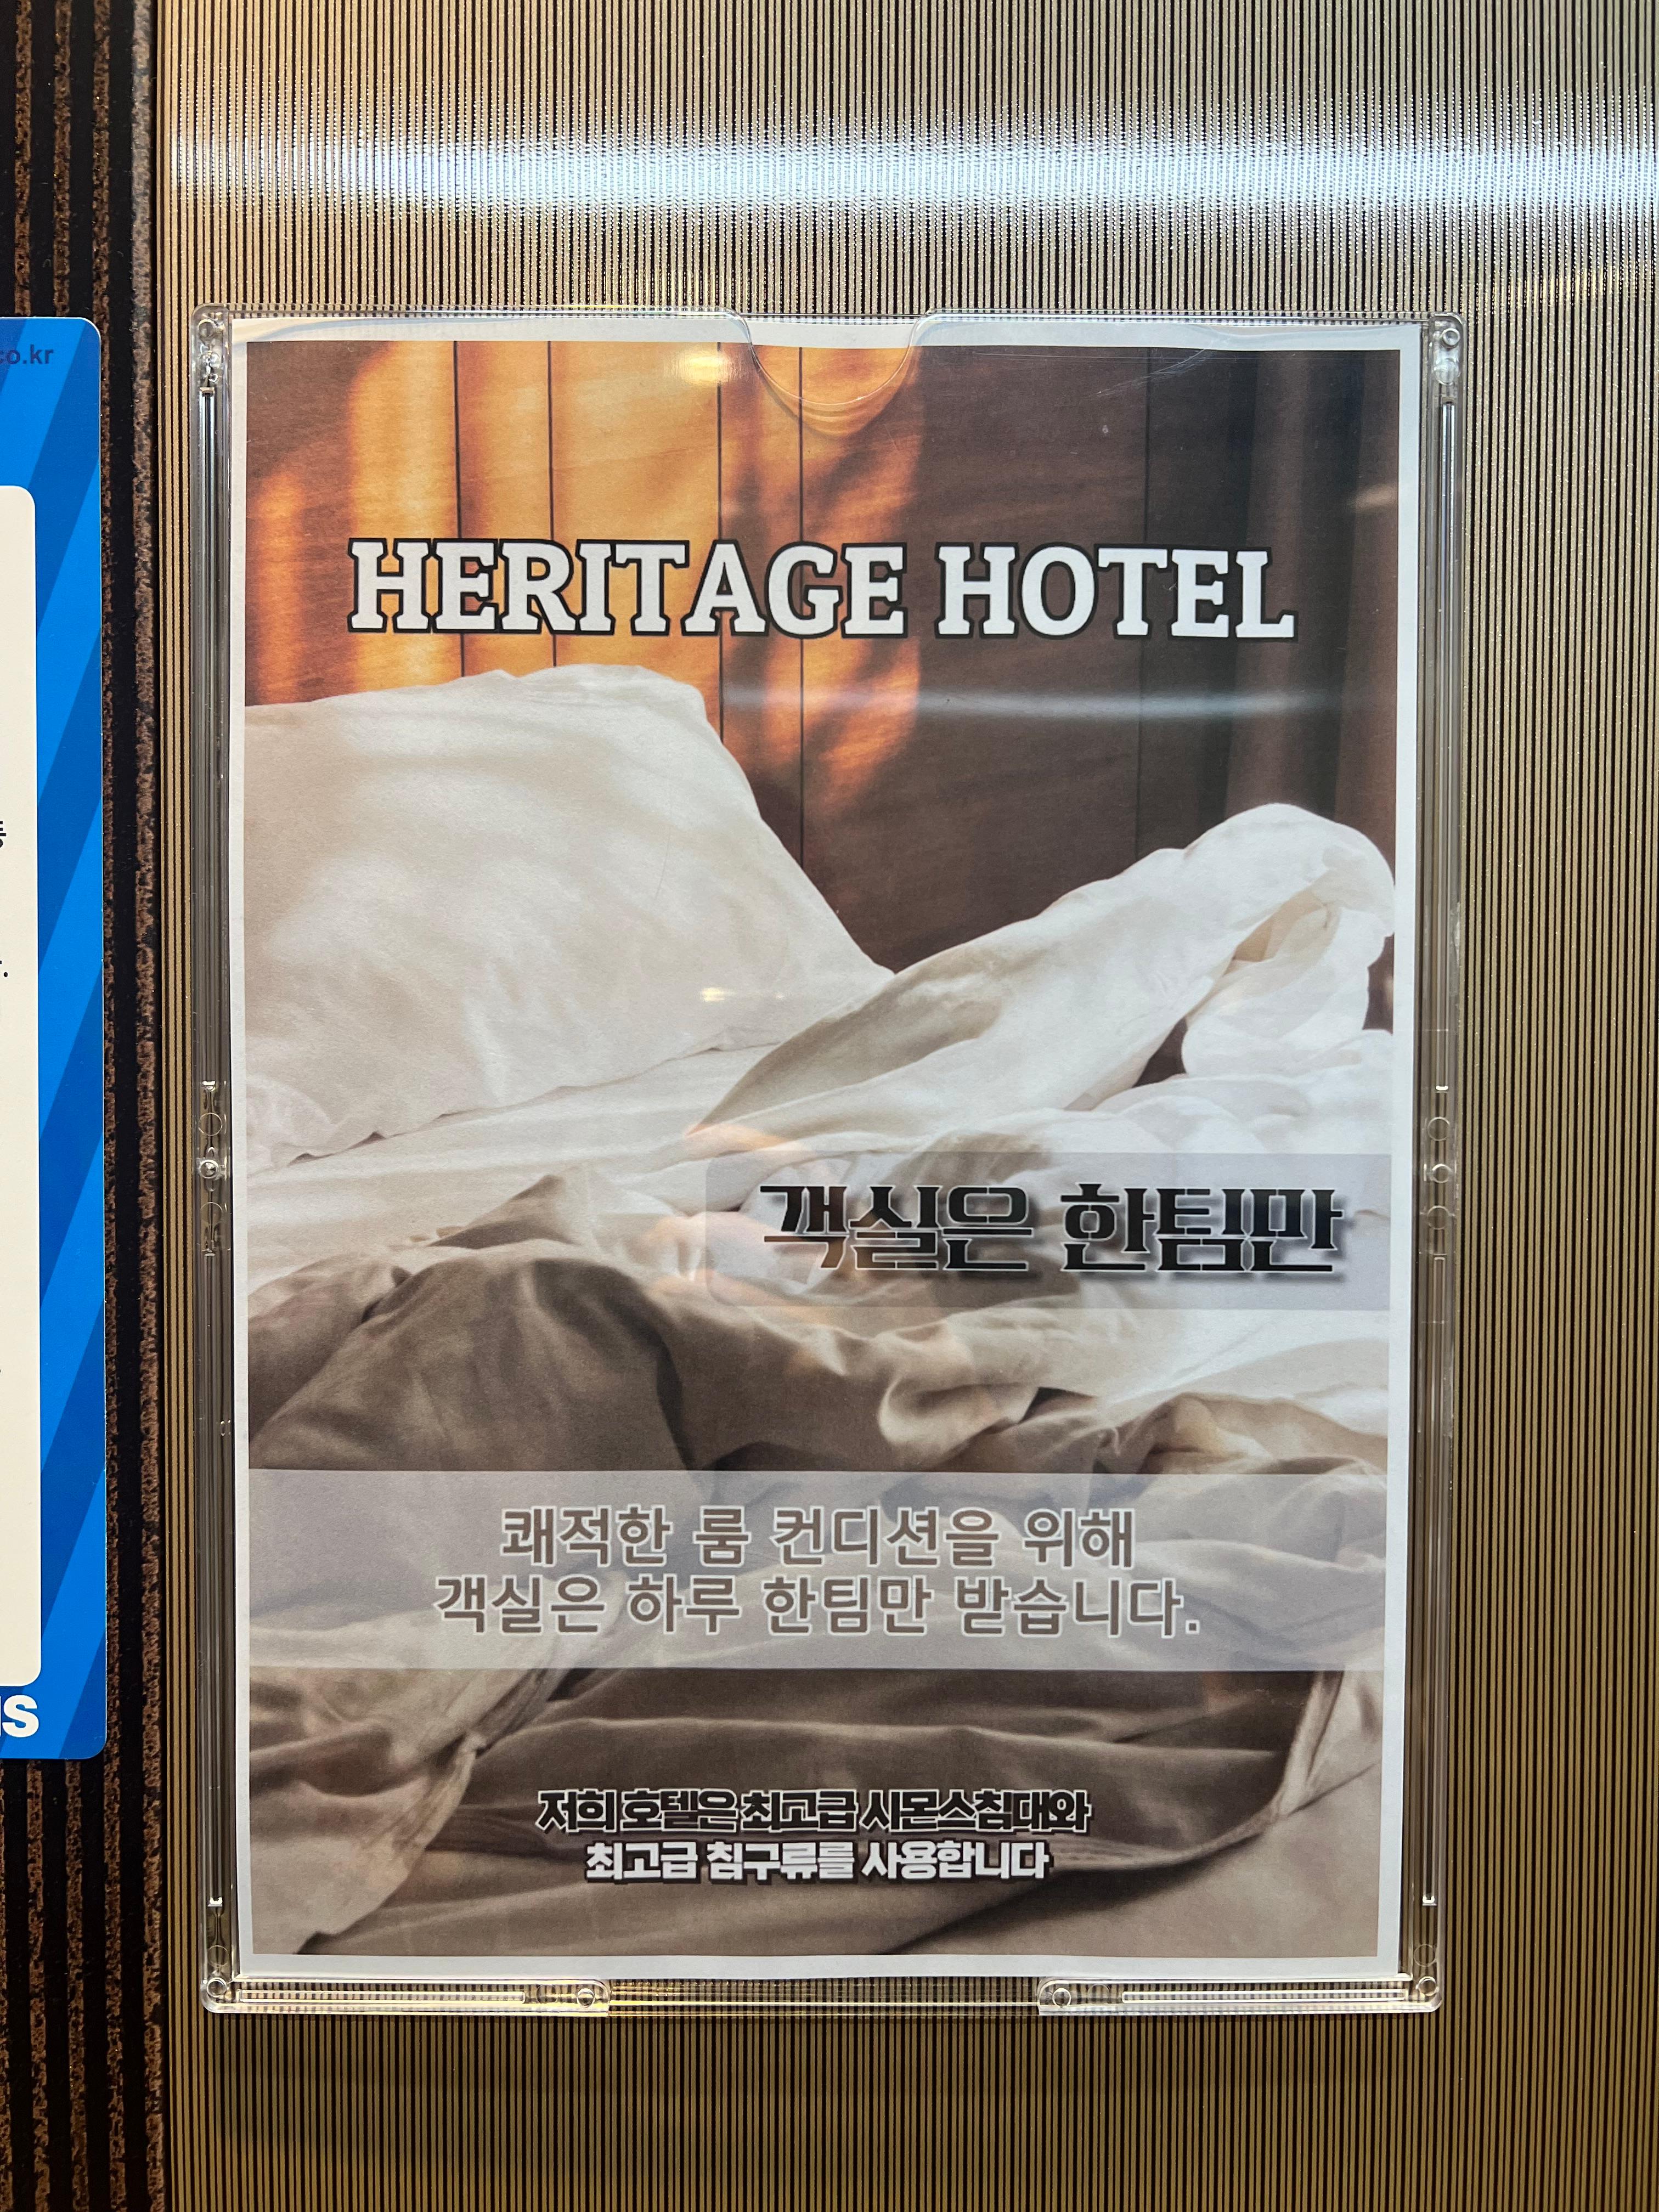 co.kr
HERITAGE HOTEL
객실은 한팀만
쾌적한 룸 컨디션을 위해
객실은 하루 한팀만 받습니다.
저희 호텔은 최고급 시몬스침대와
최고급 침구류를 사용합니다